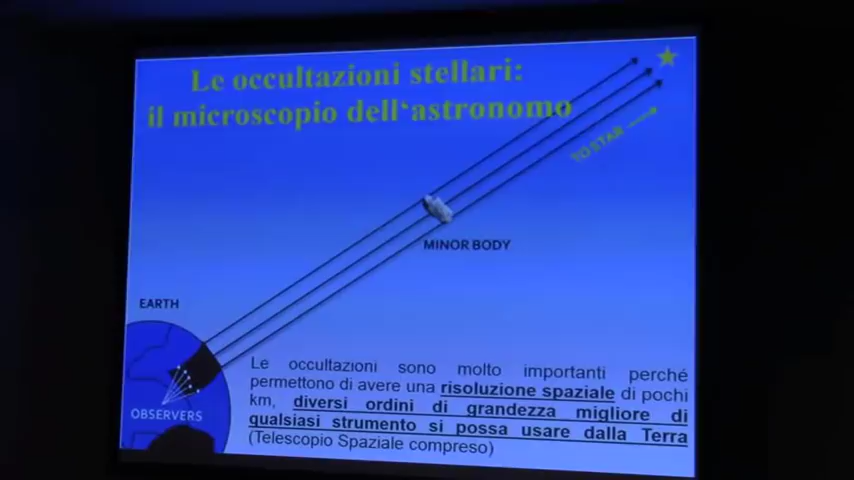 Le occultazioni stellari:
il microscopio dell‘astronomo
TO STAR
MINOR BODY
EARTH
OBSERVERS
Le occultazioni sono molto importanti perché
permettono di avere una risoluzione spaziale di pochi
km, diversi ordini di grandezza migliore di
qualsiasi strumento si possa usare dalla Terra
(Telescopio Spaziale compreso)